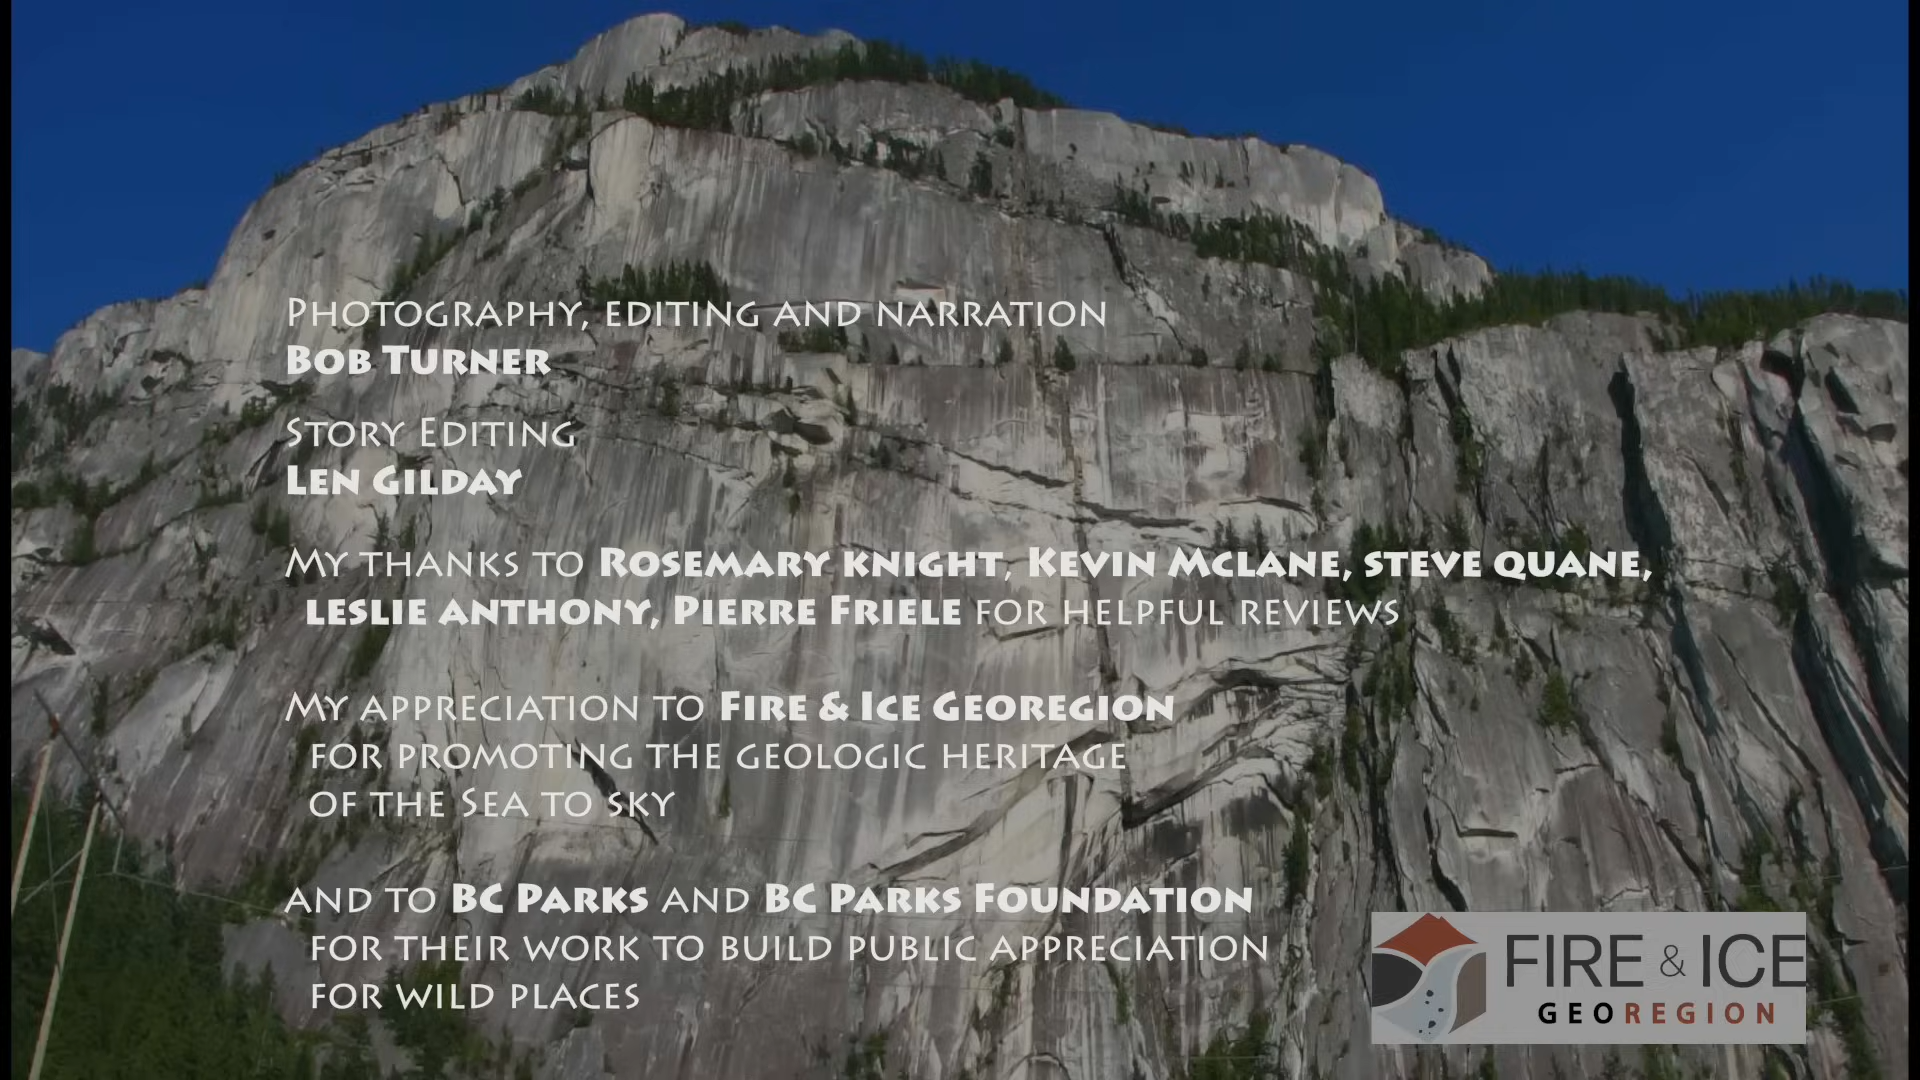 Photography, editing and narration
Bob Turner
Story Editing
Len Gilday
My thanks to Rosemary knight, Kevin Mclane, steve quane,
leslie anthony, Pierre Friele for helpful reviews
My appreciation to Fire & Ice Georegion
for promoting the geologic heritage
of the Sea to sky
and to BC Parks and BC Parks Foundation
for their work to build public appreciation
for wild places
FIRE & ICE
GEOREGION